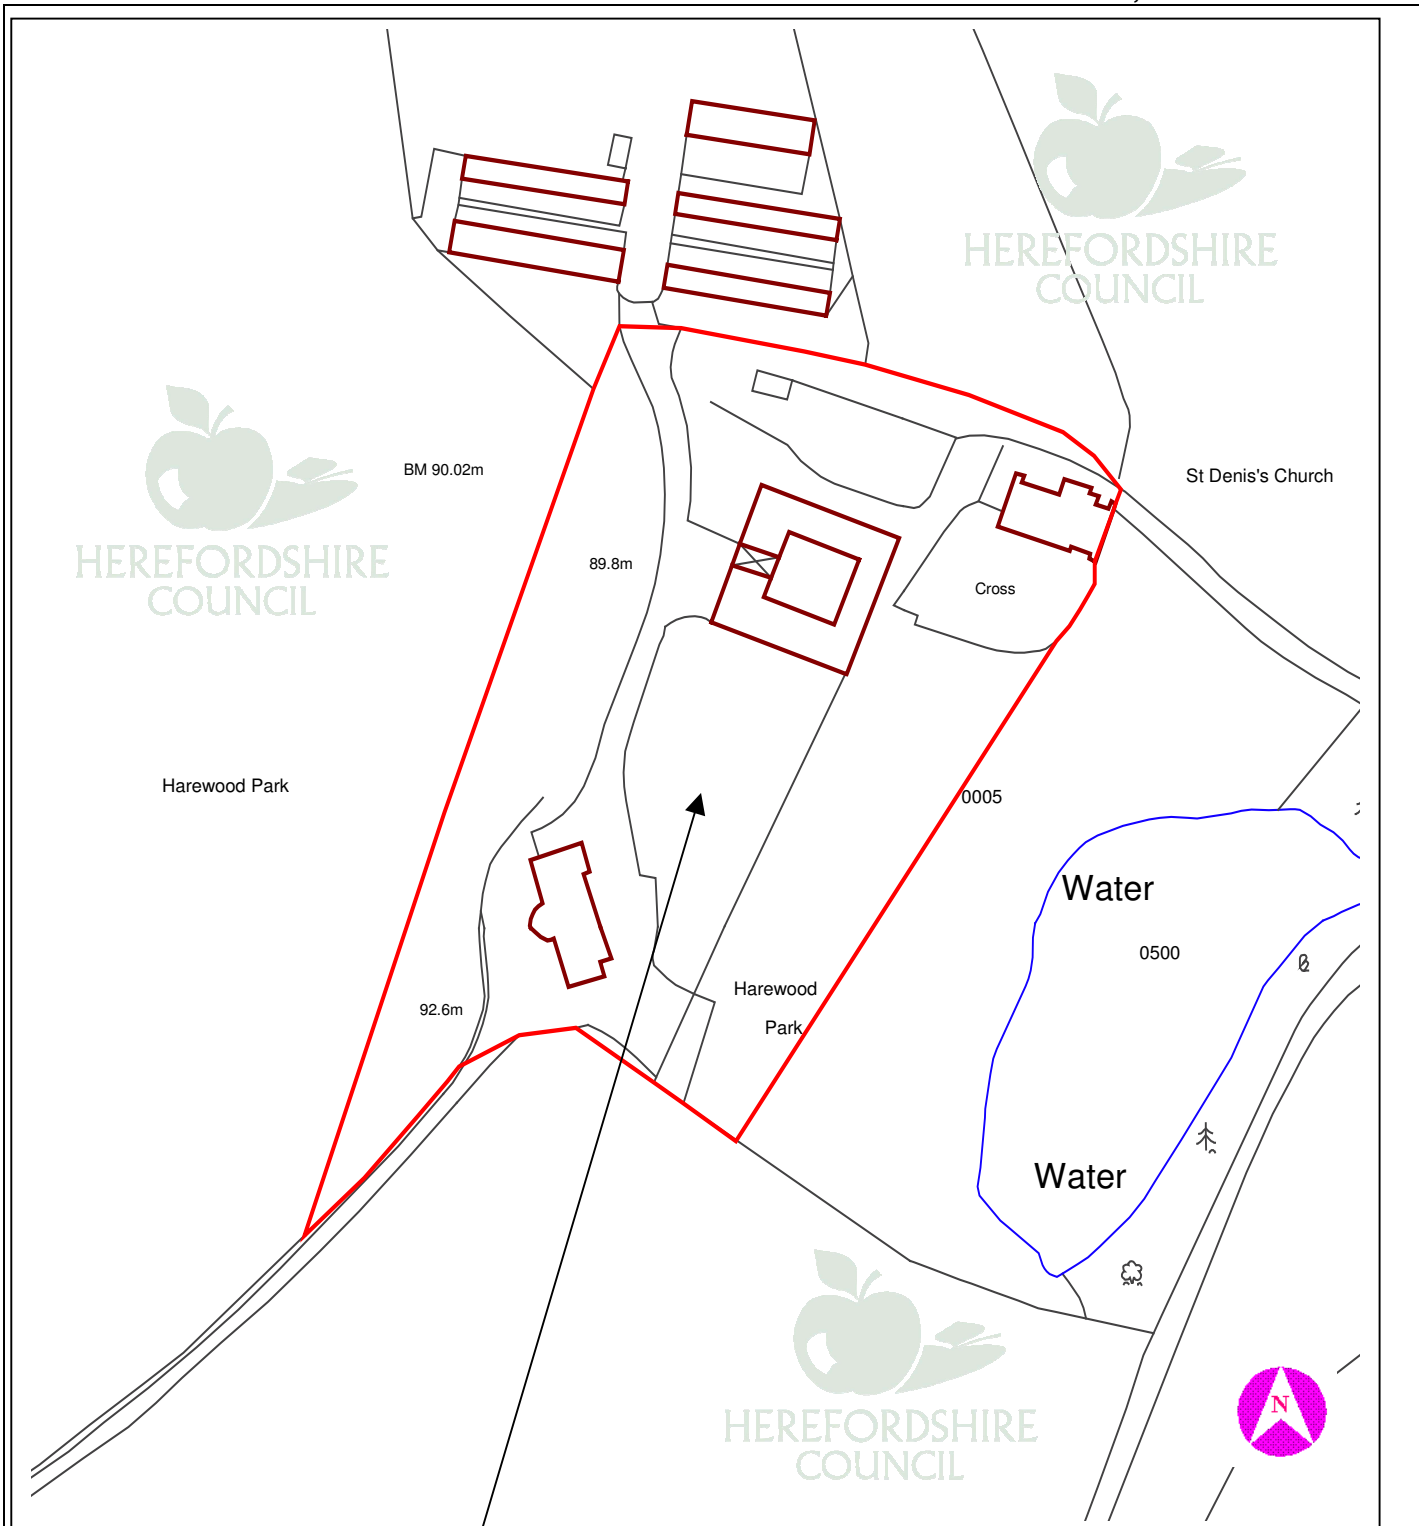 HEREFORDSHIRE
COUNCIL
BM 90.02m
St Denis's Church
HEREFORDSHIRE
COUNCIL
89.8m
Cross
Harewood Park
0005
Water
0500
Harewood
Park
92.6m
Water
HEREFORDSHIRE
COUNCIL
N